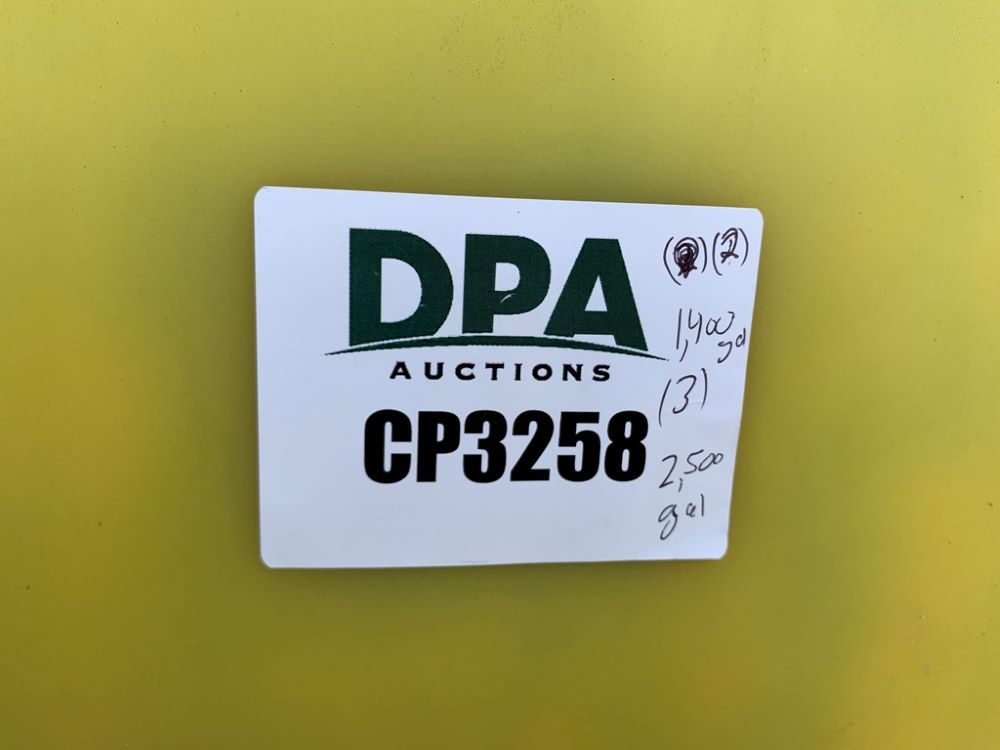 DPA
AUCTIONS
CP3258
(2)
1,400
gal
(3)
2,500
gal